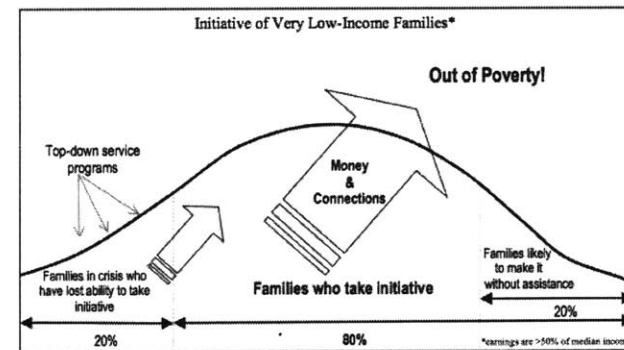 Initiative of Very Low-Income Families*
Out of Poverty!
Top-down service
programs
Money
&
Connections
Families in crisis who
have lost ability to take
initiative
Families who take initiative
Families likely
to make it
without assistance
20%
20%
80%
*earnings are >50% of median